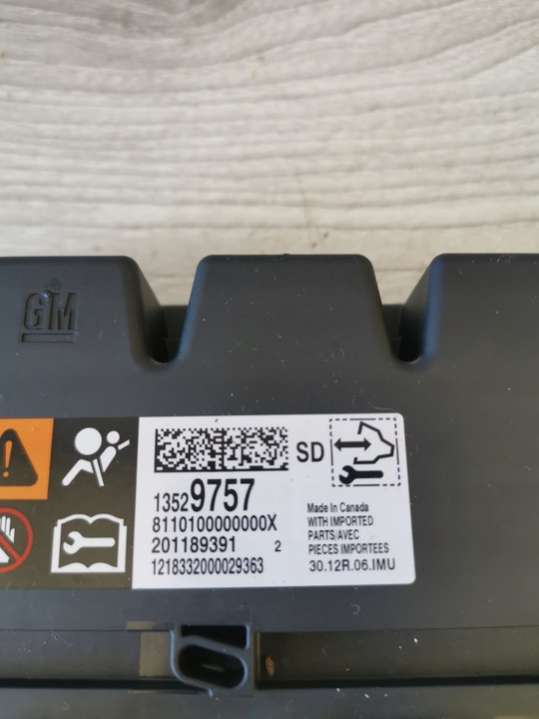 GM
SD
13529757
8110100000000X
201189391 2
1218332000029363
Made In Canada
WITH IMPORTED
PARTS/AVEC
PIECES IMPORTEES
30.12R.06.IMU